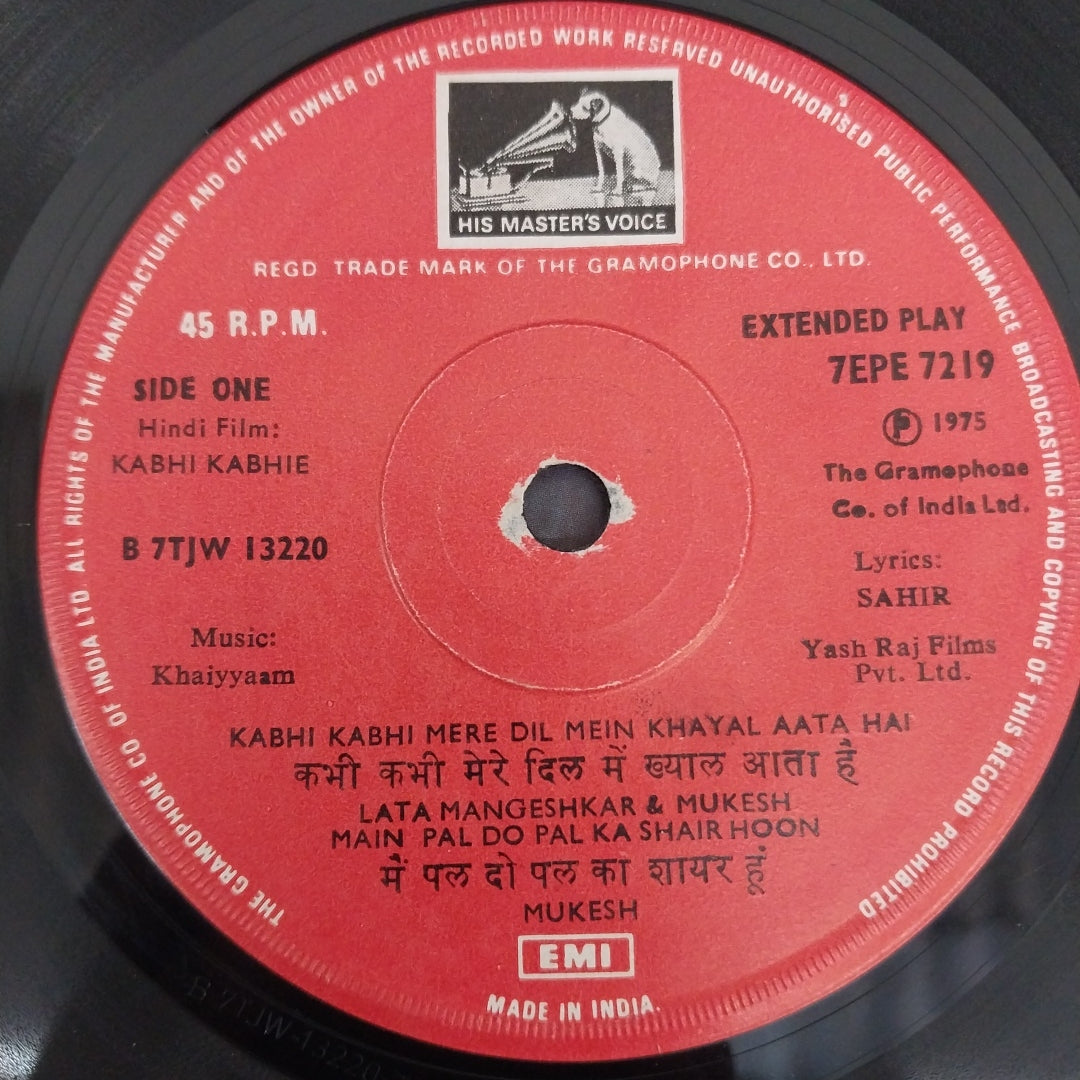 THE GRAMOPHONE CO OF INDIA LTD. ALL RIGHTS OF THE MANUFACTURER AND OF THE OWNER OF THE RECORDED WORK RESERVED UNAUTHORISED PUBLIC PERFORMANCE BROADCASTING AND COPYING OF THIS RECORD PROHIBITED
HIS MASTER'S VOICE
REGD TRADE MARK OF THE GRAMOPHONE CO., LTD.
45 R.P.M.
EXTENDED PLAY
7EPE 7219
SIDE ONE
Hindi Film:
KABHI KABHIE
Ⓟ 1975
The Gramophone
Co. of India Ltd.
B 7TJW 13220
Lyrics:
SAHIR
Music:
Khaiyyaam
Yash Raj Films
Pvt. Ltd.
KABHI KABHI MERE DIL MEIN KHAYAL AATA HAI
कभी कभी मेरे दिल में ख्याल आता है
LATA MANGESHKAR & MUKESH
MAIN PAL DO PAL KA SHAIR HOON
मैं पल दो पल का शायर हूं
MUKESH
EMI
MADE IN INDIA.
B 7TJW-13220